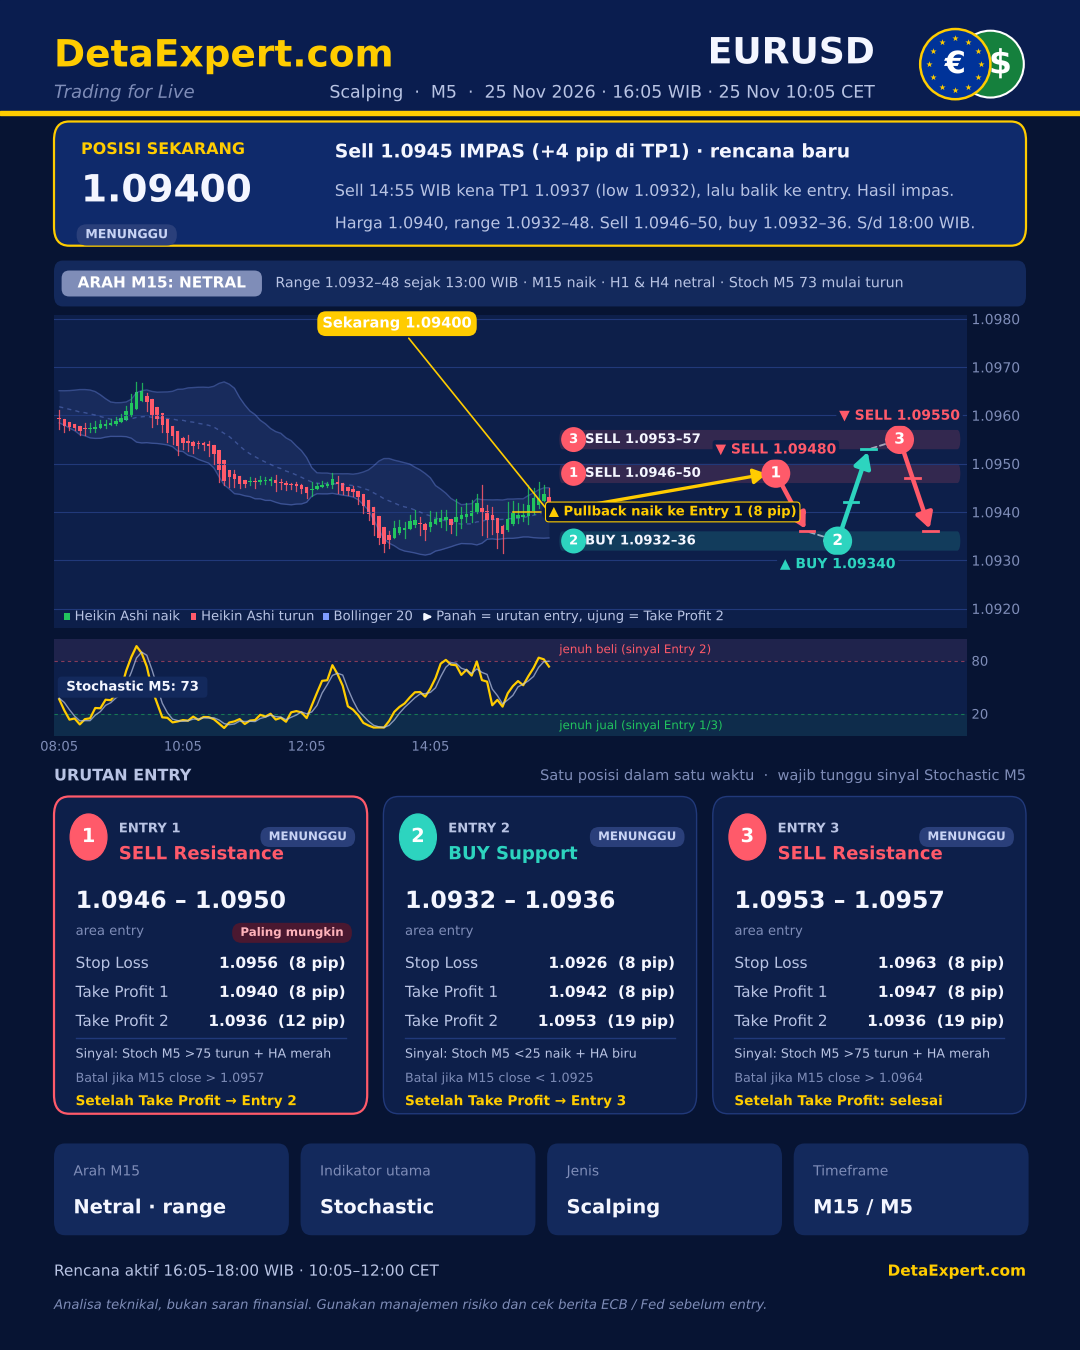 DetaExpert.com
Trading for Live
EURUSD
Scalping · M5 · 25 Nov 2026 · 16:05 WIB · 25 Nov 10:05 CET
€ $
POSISI SEKARANG
1.09400
MENUNGGU
Sell 1.0945 IMPAS (+4 pip di TP1) · rencana baru
Sell 14:55 WIB kena TP1 1.0937 (low 1.0932), lalu balik ke entry. Hasil impas.
Harga 1.0940, range 1.0932–48. Sell 1.0946–50, buy 1.0932–36. S/d 18:00 WIB.
ARAH M15: NETRAL
Range 1.0932–48 sejak 13:00 WIB · M15 naik · H1 & H4 netral · Stoch M5 73 mulai turun
Sekarang 1.09400
1.0980
1.0970
1.0960
1.0950
1.0940
1.0930
1.0920
▼ SELL 1.09550
3 SELL 1.0953–57
3
▼ SELL 1.09480
1 SELL 1.0946–50
1
▲ Pullback naik ke Entry 1 (8 pip)
2 BUY 1.0932–36
2
▲ BUY 1.09340
Heikin Ashi naik
Heikin Ashi turun
Bollinger 20
Panah = urutan entry, ujung = Take Profit 2
jenuh beli (sinyal Entry 2)
80
Stochastic M5: 73
20
jenuh jual (sinyal Entry 1/3)
08:05
10:05
12:05
14:05
URUTAN ENTRY
Satu posisi dalam satu waktu · wajib tunggu sinyal Stochastic M5
1
ENTRY 1
MENUNGGU
SELL Resistance
1.0946 – 1.0950
area entry
Paling mungkin
Stop Loss 1.0956 (8 pip)
Take Profit 1 1.0940 (8 pip)
Take Profit 2 1.0936 (12 pip)
Sinyal: Stoch M5 >75 turun + HA merah
Batal jika M15 close > 1.0957
Setelah Take Profit → Entry 2
2
ENTRY 2
MENUNGGU
BUY Support
1.0932 – 1.0936
area entry
Stop Loss 1.0926 (8 pip)
Take Profit 1 1.0942 (8 pip)
Take Profit 2 1.0953 (19 pip)
Sinyal: Stoch M5 <25 naik + HA biru
Batal jika M15 close < 1.0925
Setelah Take Profit → Entry 3
3
ENTRY 3
MENUNGGU
SELL Resistance
1.0953 – 1.0957
area entry
Stop Loss 1.0963 (8 pip)
Take Profit 1 1.0947 (8 pip)
Take Profit 2 1.0936 (19 pip)
Sinyal: Stoch M5 >75 turun + HA merah
Batal jika M15 close > 1.0964
Setelah Take Profit: selesai
Arah M15
Netral · range
Indikator utama
Stochastic
Jenis
Scalping
Timeframe
M15 / M5
Rencana aktif 16:05–18:00 WIB · 10:05–12:00 CET
DetaExpert.com
Analisa teknikal, bukan saran finansial. Gunakan manajemen risiko dan cek berita ECB / Fed sebelum entry.